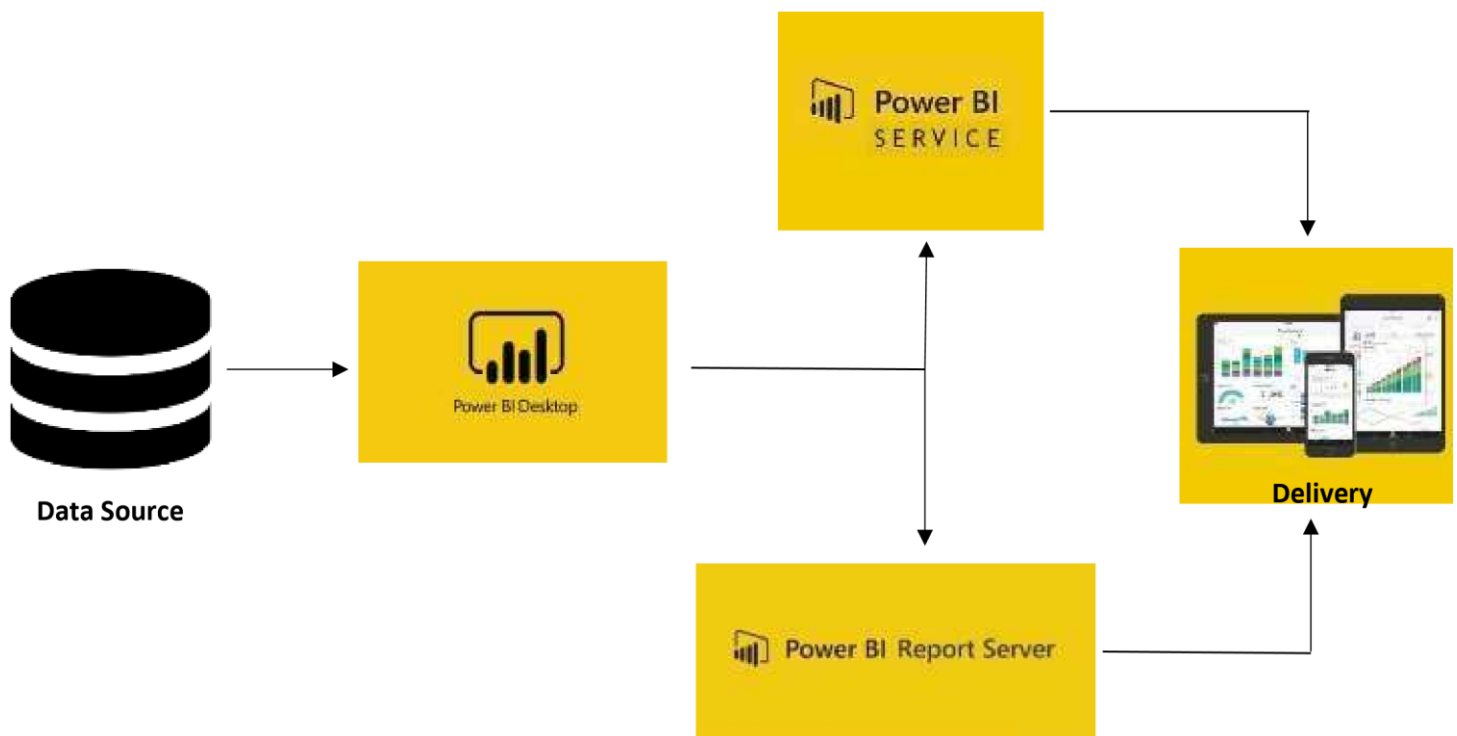 Power BI
SERVICE
Power BI Desktop
Data Source
Delivery
Power BI Report Server